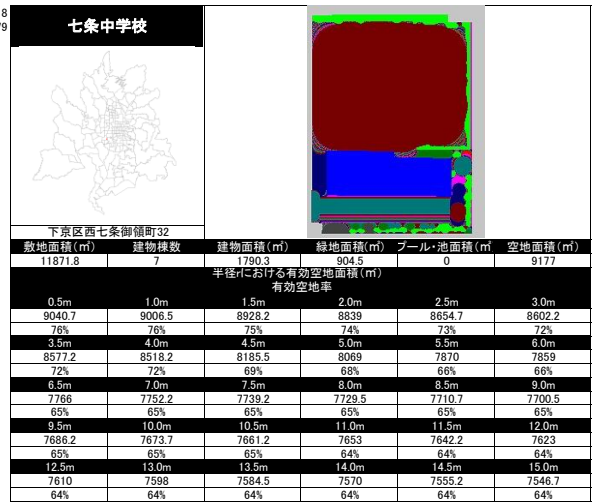 七条中学校
下京区西七条御領町32
敷地面積(㎡) 建物棟数 建物面積(㎡) 緑地面積(㎡) プール・池面積(㎡ 空地面積(㎡)
11871.8 7 1790.3 904.5 0 9177
半径rにおける有効空地面積(㎡)
有効空地率
0.5m 1.0m 1.5m 2.0m 2.5m 3.0m
9040.7 9006.5 8928.2 8839 8654.7 8602.2
76% 76% 75% 74% 73% 72%
3.5m 4.0m 4.5m 5.0m 5.5m 6.0m
8577.2 8518.2 8185.5 8069 7870 7859
72% 72% 69% 68% 66% 66%
6.5m 7.0m 7.5m 8.0m 8.5m 9.0m
7766 7752.2 7739.2 7729.5 7710.7 7700.5
65% 65% 65% 65% 65% 65%
9.5m 10.0m 10.5m 11.0m 11.5m 12.0m
7686.2 7673.7 7661.2 7653 7642.2 7623
65% 65% 65% 64% 64% 64%
12.5m 13.0m 13.5m 14.0m 14.5m 15.0m
7610 7598 7584.5 7570 7555.2 7546.7
64% 64% 64% 64% 64% 64%